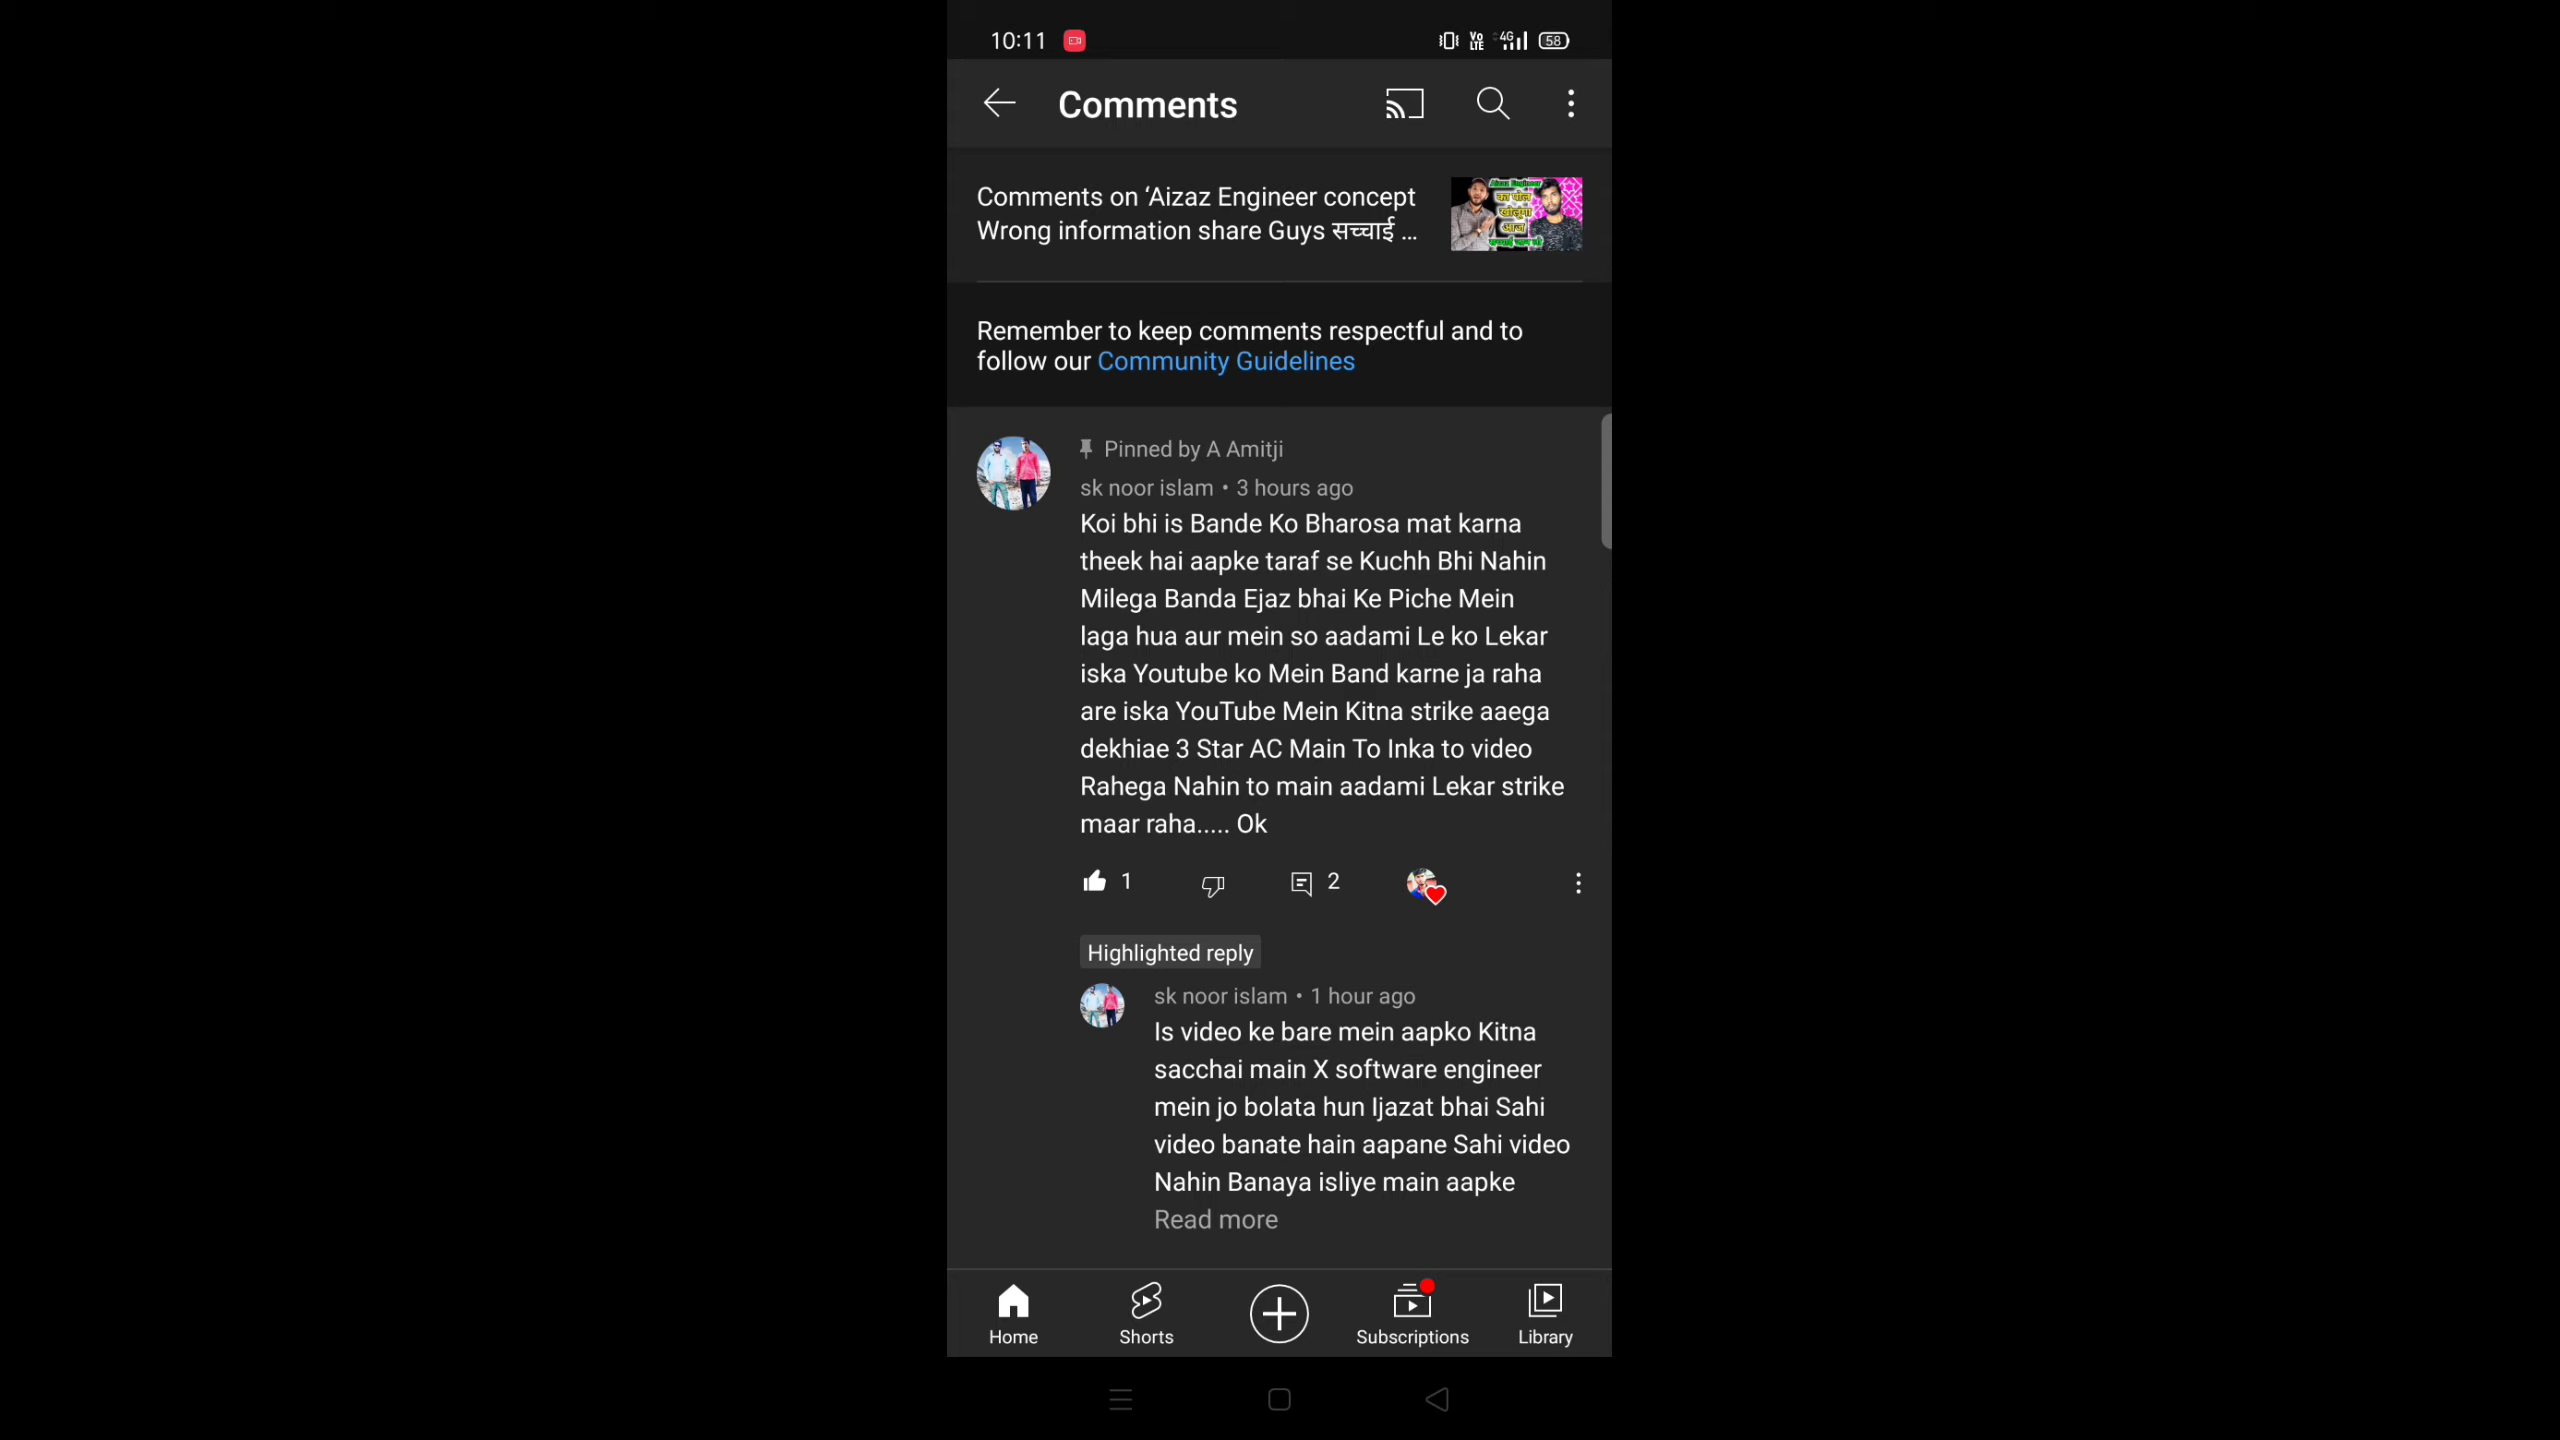 10:11
Vo LTE 4G 58
Comments
Comments on ‘Aizaz Engineer concept
Wrong information share Guys सच्चाई ...
Aizaz Engineer
का पोल
खोलूंगा
आज
Remember to keep comments respectful and to
follow our Community Guidelines
Pinned by A Amitji
sk noor islam • 3 hours ago
Koi bhi is Bande Ko Bharosa mat karna
theek hai aapke taraf se Kuchh Bhi Nahin
Milega Banda Ejaz bhai Ke Piche Mein
laga hua aur mein so aadami Le ko Lekar
iska Youtube ko Mein Band karne ja raha
are iska YouTube Mein Kitna strike aaega
dekhiae 3 Star AC Main To Inka to video
Rahega Nahin to main aadami Lekar strike
maar raha..... Ok
1 2
Highlighted reply
sk noor islam • 1 hour ago
Is video ke bare mein aapko Kitna
sacchai main X software engineer
mein jo bolata hun Ijazat bhai Sahi
video banate hain aapane Sahi video
Nahin Banaya isliye main aapke
Read more
Home Shorts Subscriptions Library